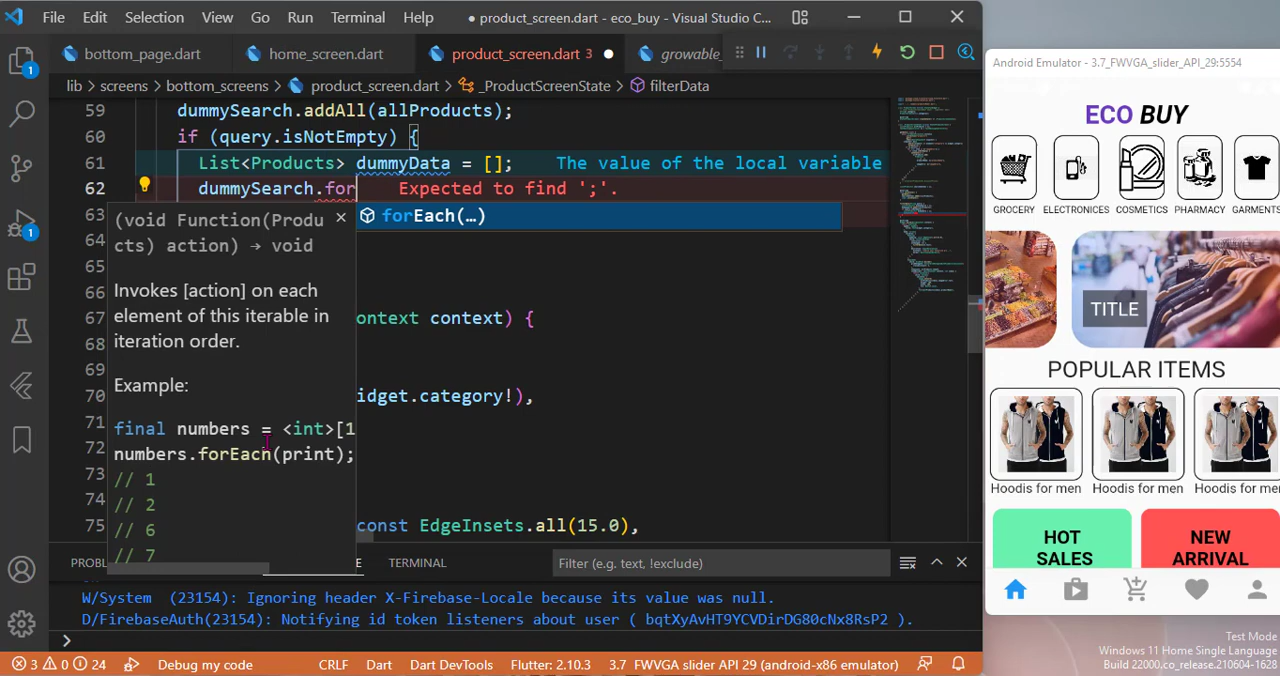 File Edit Selection View Go Run Terminal Help ● product_screen.dart - eco_buy - Visual Studio C...
bottom_page.dart home_screen.dart product_screen.dart 3 ● growable_
lib > screens > bottom_screens > product_screen.dart > _ProductScreenState > filterData
59 dummySearch.addAll(allProducts);
60 if (query.isNotEmpty) {
61 List<Products> dummyData = []; The value of the local variable
62 dummySearch.for Expected to find ';'.
63
64
65
66
67 ontext context) {
68
69
70 idget.category!),
71
72
73
74
75 const EdgeInsets.all(15.0),
forEach(…)
(void Function(Produ
cts) action) → void
Invokes [action] on each
element of this iterable in
iteration order.
Example:
final numbers = <int>[1
numbers.forEach(print);
// 1
// 2
// 6
// 7
PROB E TERMINAL Filter (e.g. text, !exclude)
W/System (23154): Ignoring header X-Firebase-Locale because its value was null.
D/FirebaseAuth(23154): Notifying id token listeners about user ( bqtXyAvHT9YCVDirDG80cNx8RsP2 ).
>
3 0 24 Debug my code CRLF Dart Dart DevTools Flutter: 2.10.3 3.7 FWVGA slider API 29 (android-x86 emulator)
1
1
Android Emulator - 3.7_FWVGA_slider_API_29:5554
ECO BUY
GROCERY ELECTRONICS COSMETICS PHARMACY GARMENTS
TITLE
POPULAR ITEMS
Hoodis for men Hoodis for men Hoodis for men
HOT
SALES
NEW
ARRIVAL
Test Mode
Windows 11 Home Single Language
Build 22000.co_release.210604-1628